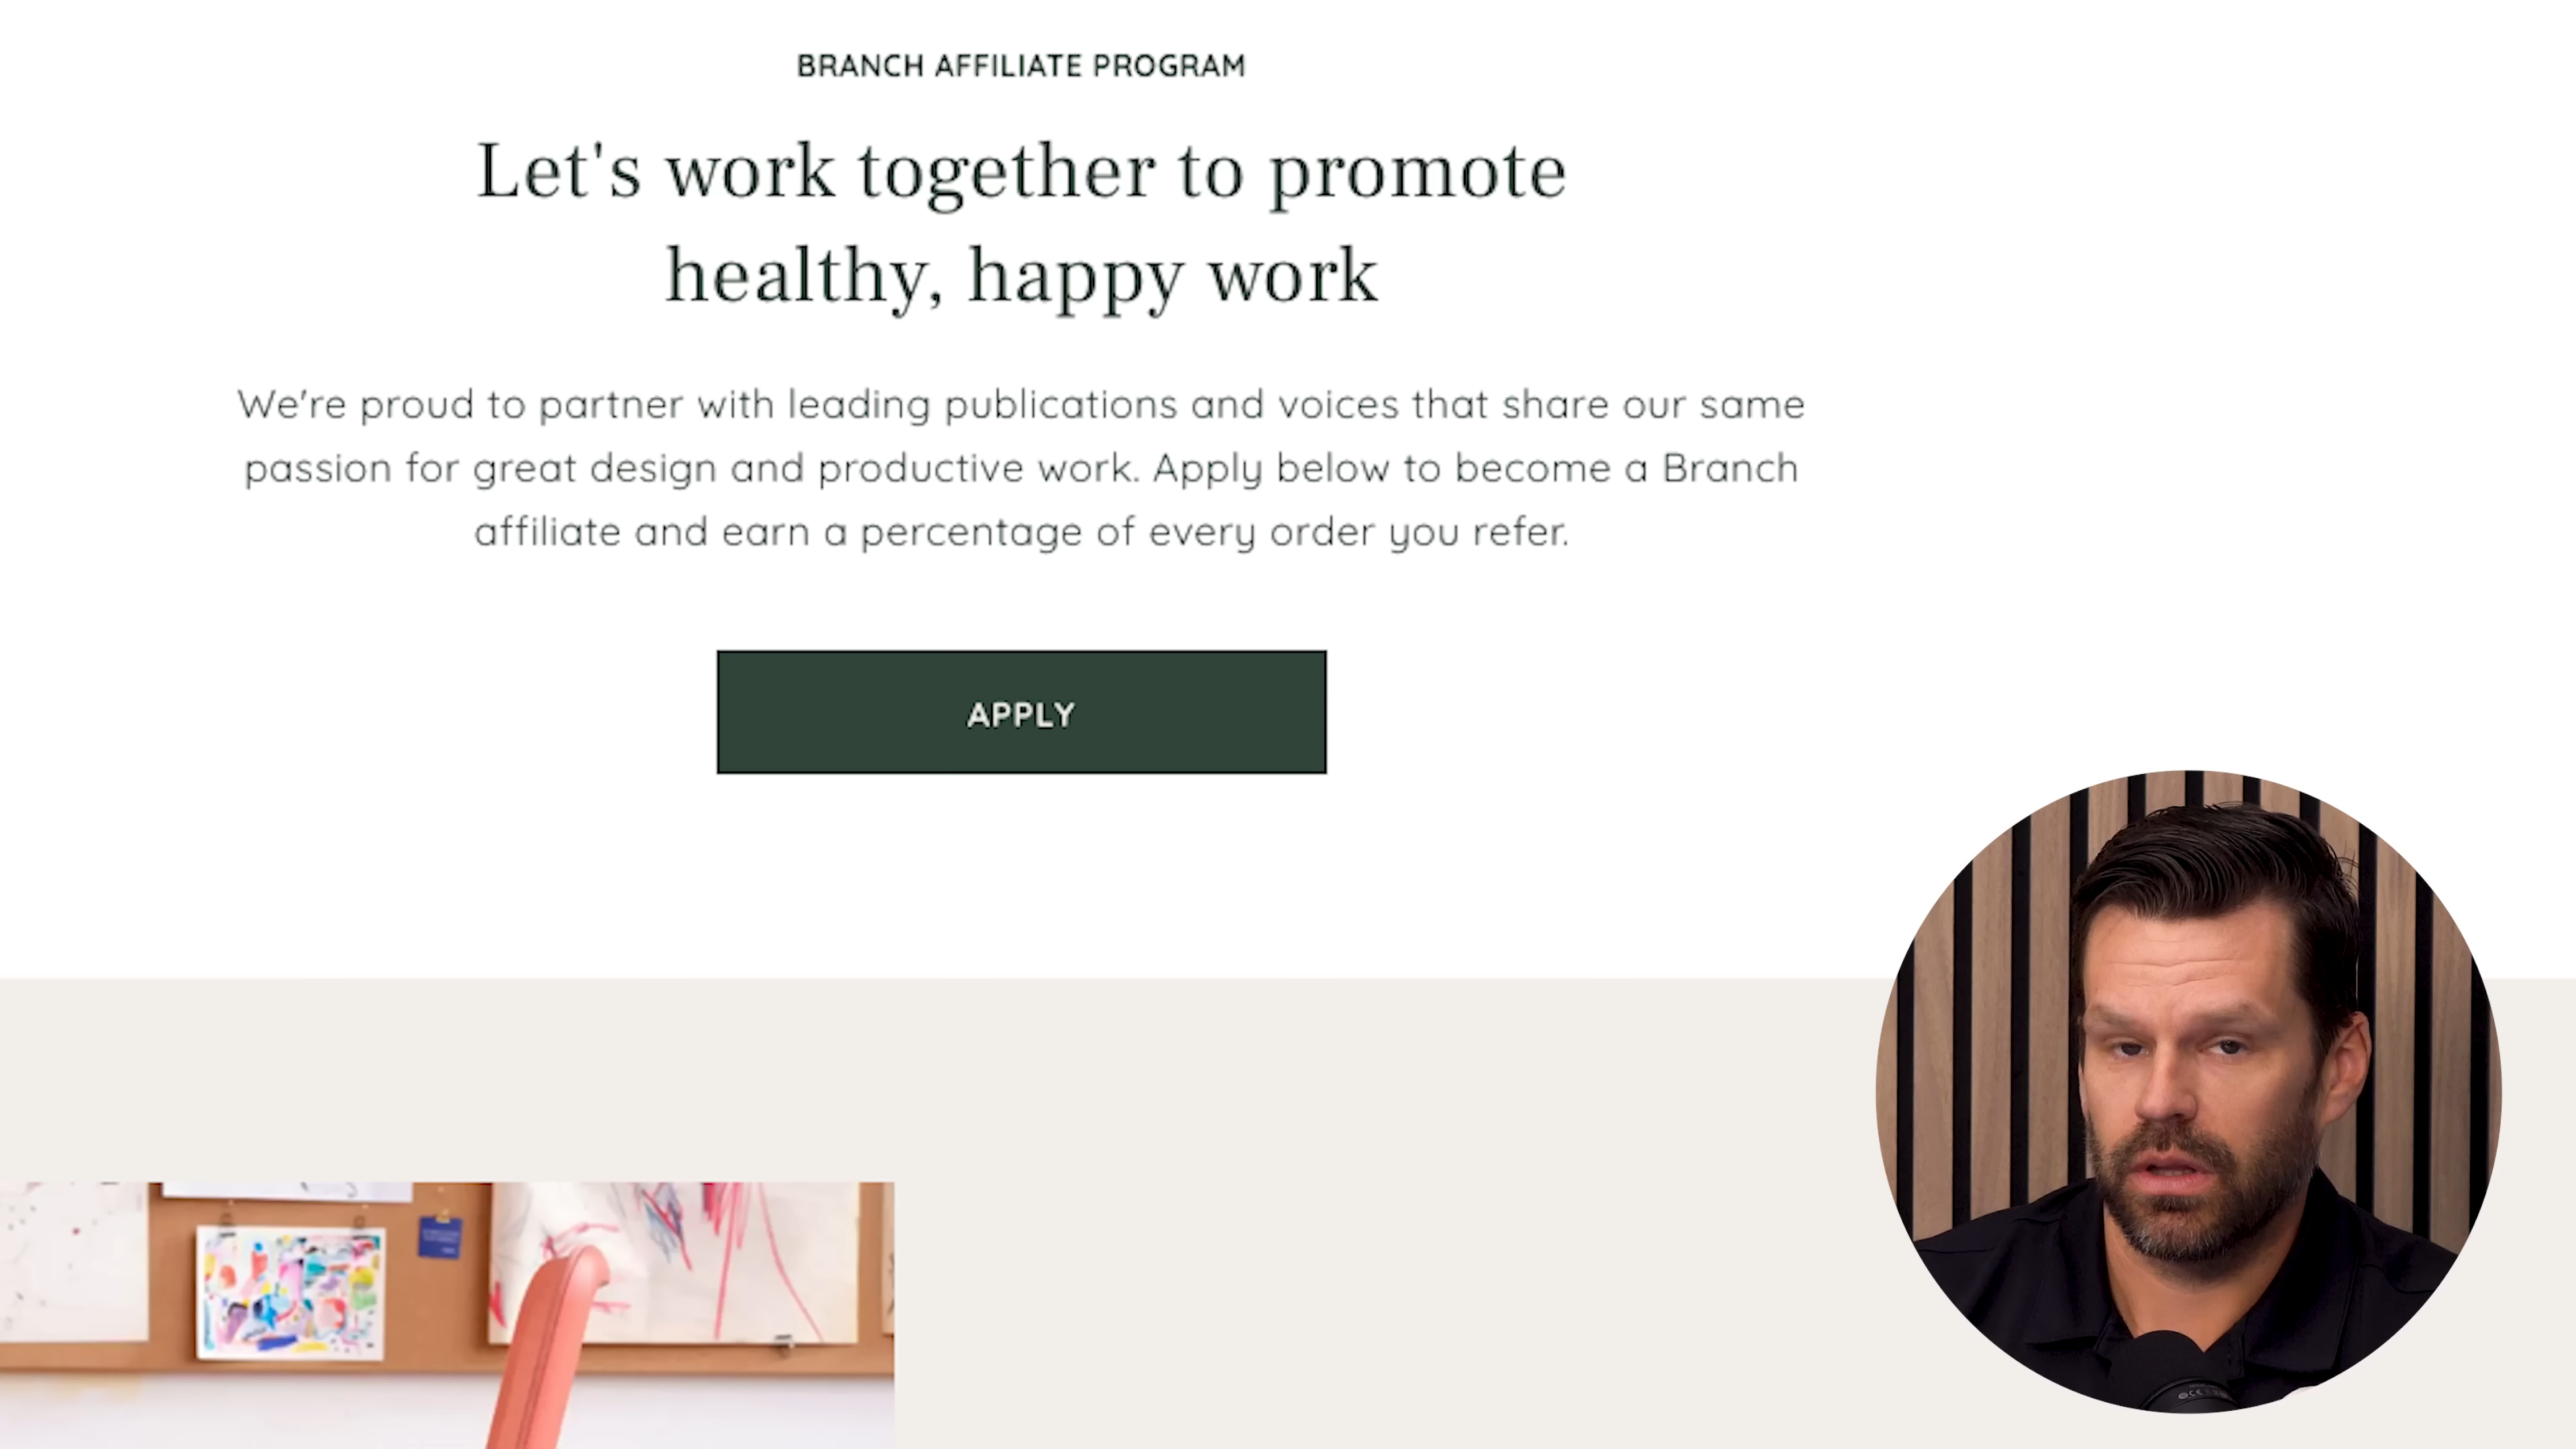 BRANCH AFFILIATE PROGRAM
Let's work together to promote
healthy, happy work
We're proud to partner with leading publications and voices that share our same
passion for great design and productive work. Apply below to become a Branch
affiliate and earn a percentage of every order you refer.
APPLY